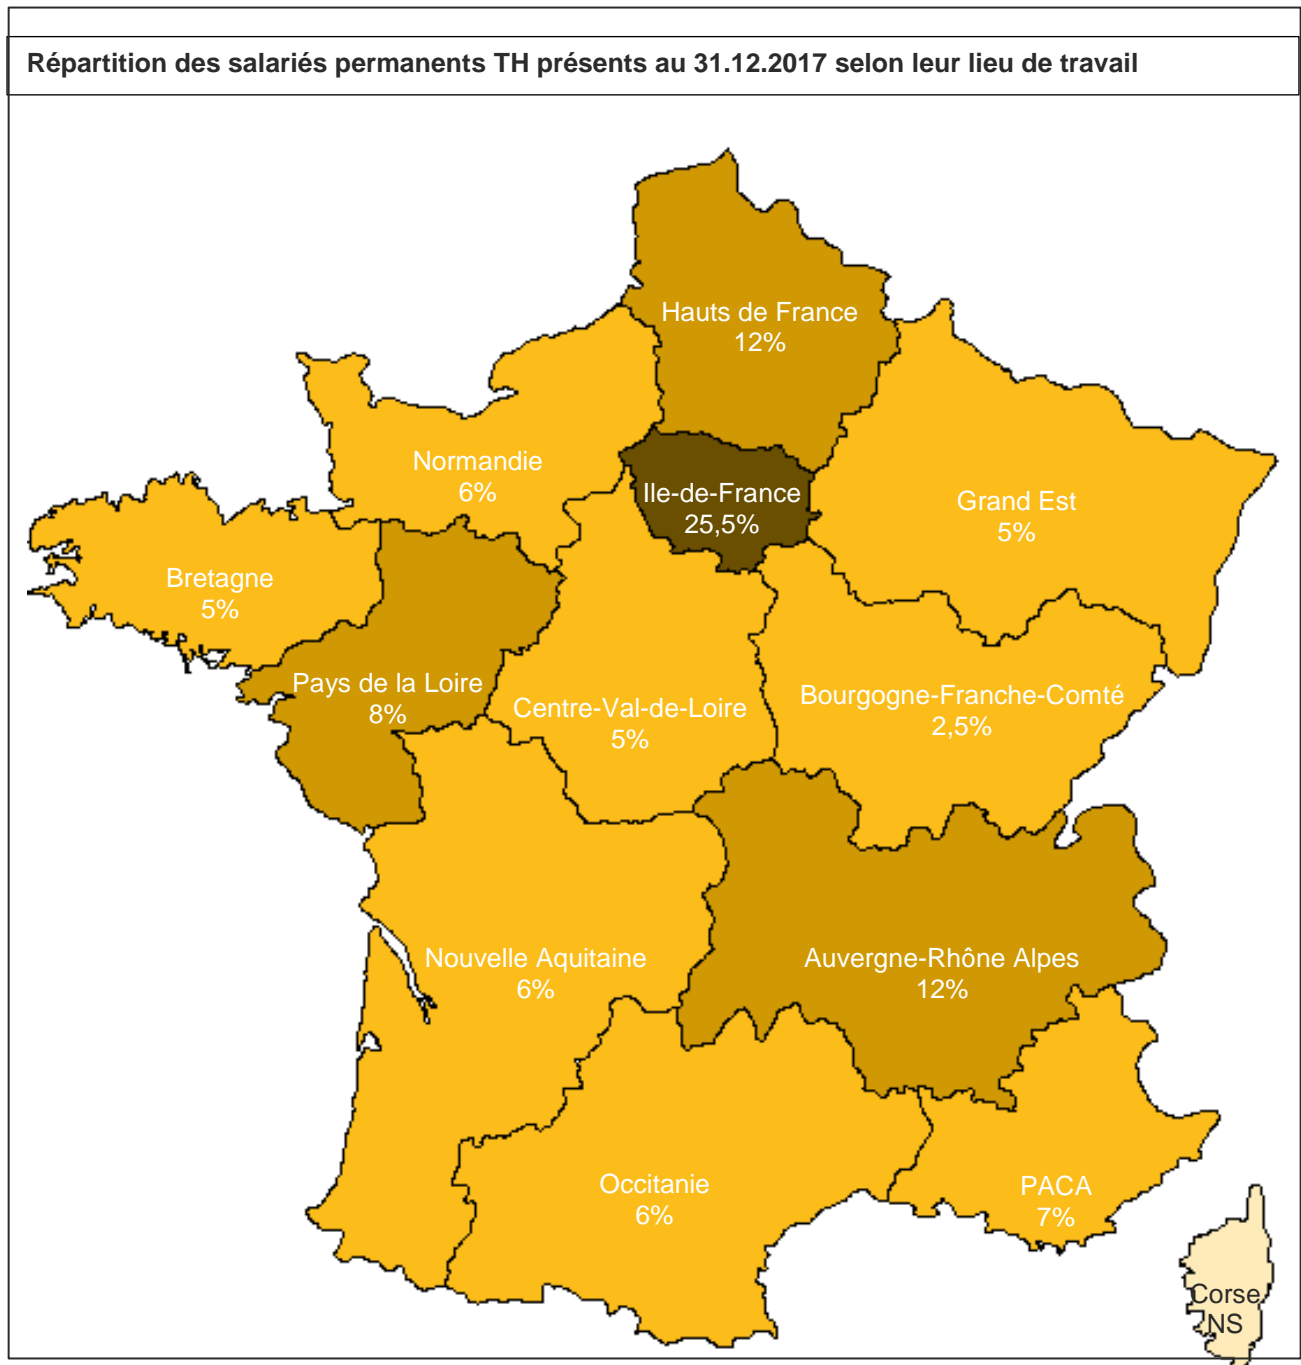 Répartition des salariés permanents TH présents au 31.12.2017 selon leur lieu de travail
Hauts de France
12%
Normandie
6%
Ile-de-France
25,5%
Grand Est
5%
Bretagne
5%
Pays de la Loire
8%
Centre-Val-de-Loire
5%
Bourgogne-Franche-Comté
2,5%
Nouvelle Aquitaine
6%
Auvergne-Rhône Alpes
12%
Occitanie
6%
PACA
7%
Corse
NS